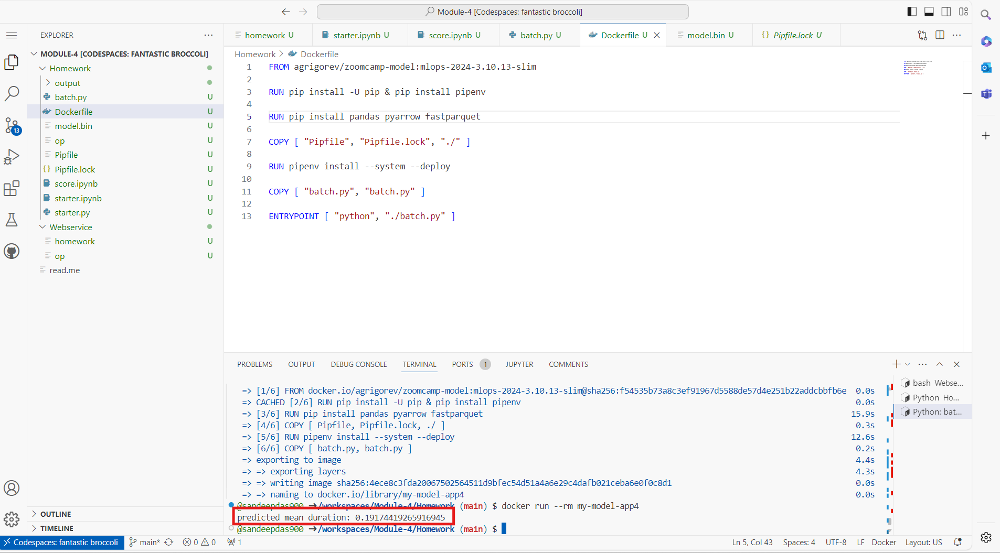 Module-4 [Codespaces: fantastic broccoli]
EXPLORER
MODULE-4 [CODESPACES: FANTASTIC BROCCOLI]
Homework
output
batch.py U
Dockerfile U
model.bin U
op U
Pipfile U
{} Pipfile.lock U
score.ipynb U
starter.ipynb U
starter.py U
Webservice
homework U
op U
read.me
OUTLINE
TIMELINE
13
homework U
starter.ipynb U
score.ipynb U
batch.py U
Dockerfile U
model.bin U
{} Pipfile.lock U
Homework > Dockerfile
1 FROM agrigorev/zoomcamp-model:mlops-2024-3.10.13-slim
2
3 RUN pip install -U pip & pip install pipenv
4
5 RUN pip install pandas pyarrow fastparquet
6
7 COPY [ "Pipfile", "Pipfile.lock", "./" ]
8
9 RUN pipenv install --system --deploy
10
11 COPY [ "batch.py", "batch.py" ]
12
13 ENTRYPOINT [ "python", "./batch.py" ]
PROBLEMS OUTPUT DEBUG CONSOLE TERMINAL PORTS 1 JUPYTER COMMENTS
=> [1/6] FROM docker.io/agrigorev/zoomcamp-model:mlops-2024-3.10.13-slim@sha256:f54535b73a8c3ef91967d5588de57d4e251b22addcbbfb6e 0.0s
=> CACHED [2/6] RUN pip install -U pip & pip install pipenv 0.0s
=> [3/6] RUN pip install pandas pyarrow fastparquet 15.9s
=> [4/6] COPY [ Pipfile, Pipfile.lock, ./ ] 0.3s
=> [5/6] RUN pipenv install --system --deploy 12.6s
=> [6/6] COPY [ batch.py, batch.py ] 0.2s
=> exporting to image 4.4s
=> => exporting layers 4.3s
=> => writing image sha256:4ece8c3fda20067502564511d9bfec54d51a4a6e29c4dafb021ceba6e0f0c8d1 0.0s
=> => naming to docker.io/library/my-model-app4 0.0s
@sandeepdas900 ➜/workspaces/Module-4/Homework (main) $ docker run --rm my-model-app4
predicted mean duration: 0.19174419265916945
@sandeepdas900 ➜/workspaces/Module-4/Homework (main) $
bash Webse...
Python Ho...
Python: bat...
Codespaces: fantastic broccoli main* 0 0 1
Ln 5, Col 43 Spaces: 4 UTF-8 LF Docker Layout: US